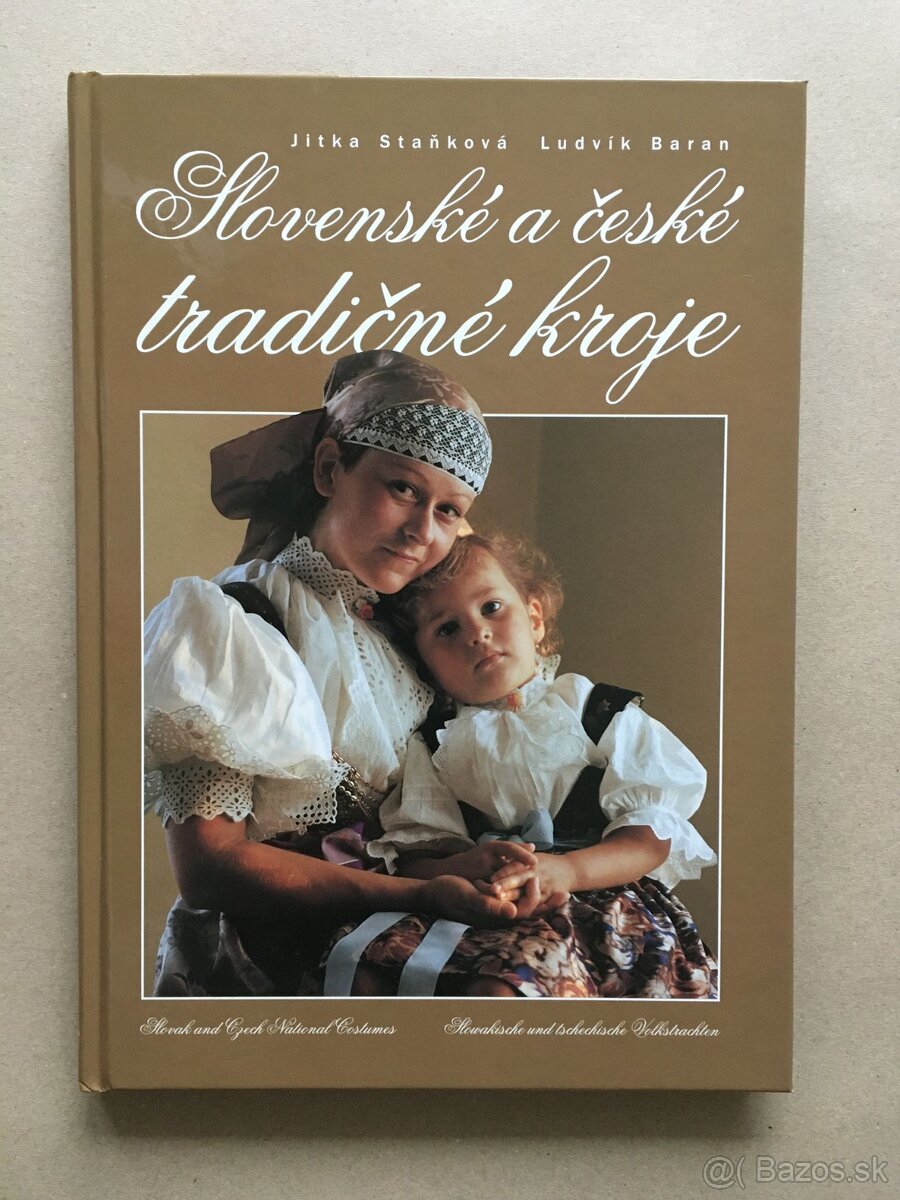 Jitka Staňková Ludvík Baran
Slovenské a české
tradičné kroje
Slovak and Czech National Costumes
Slowakische und tschechische Volkstrachten
@( Bazos.sk